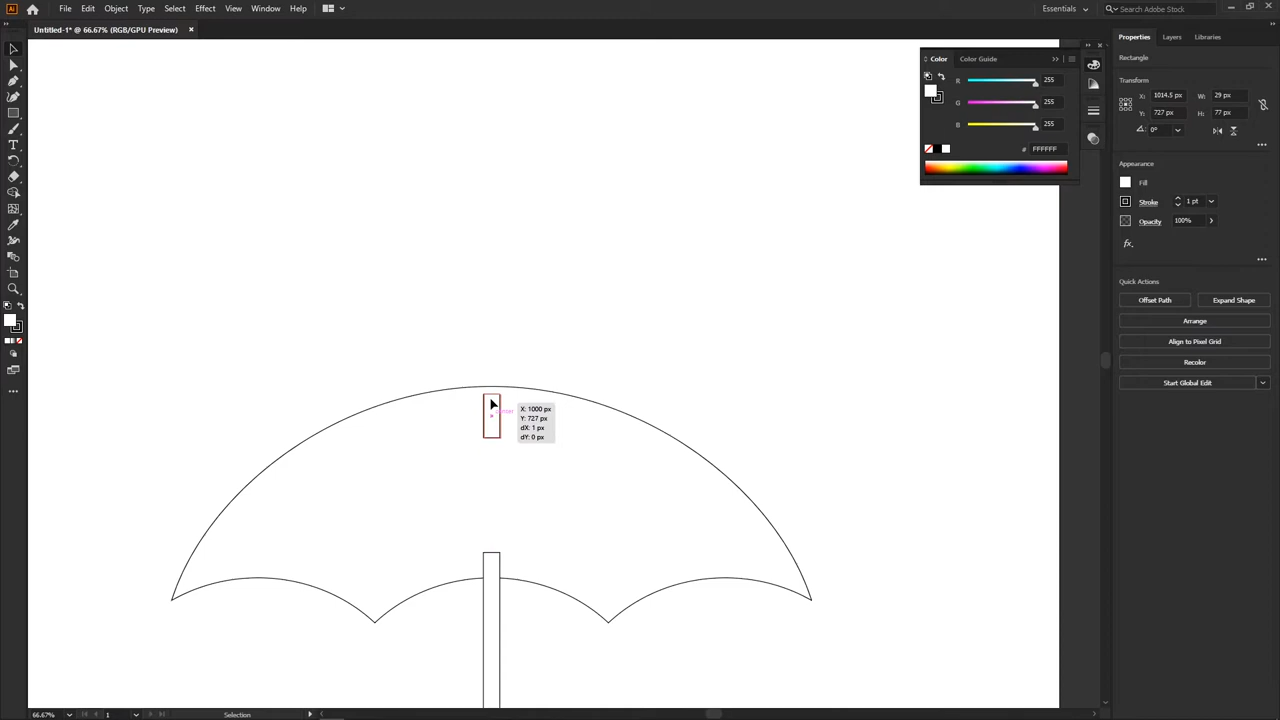 Ai File Edit Object Type Select Effect View Window Help Essentials Search Adobe Stock
Untitled-1* @ 66.67% (RGB/GPU Preview)
Color Color Guide
R 255
G 255
B 255
# FFFFFF
Properties Layers Libraries
Rectangle
Transform
X: 1014.5 px W: 29 px
Y: 727 px H: 77 px
0°
Appearance
Fill
Stroke 1 pt
Opacity 100%
fx.
Quick Actions
Offset Path Expand Shape
Arrange
Align to Pixel Grid
Recolor
Start Global Edit
center
X: 1000 px
Y: 727 px
dX: 1 px
dY: 0 px
66.67% 1 Selection